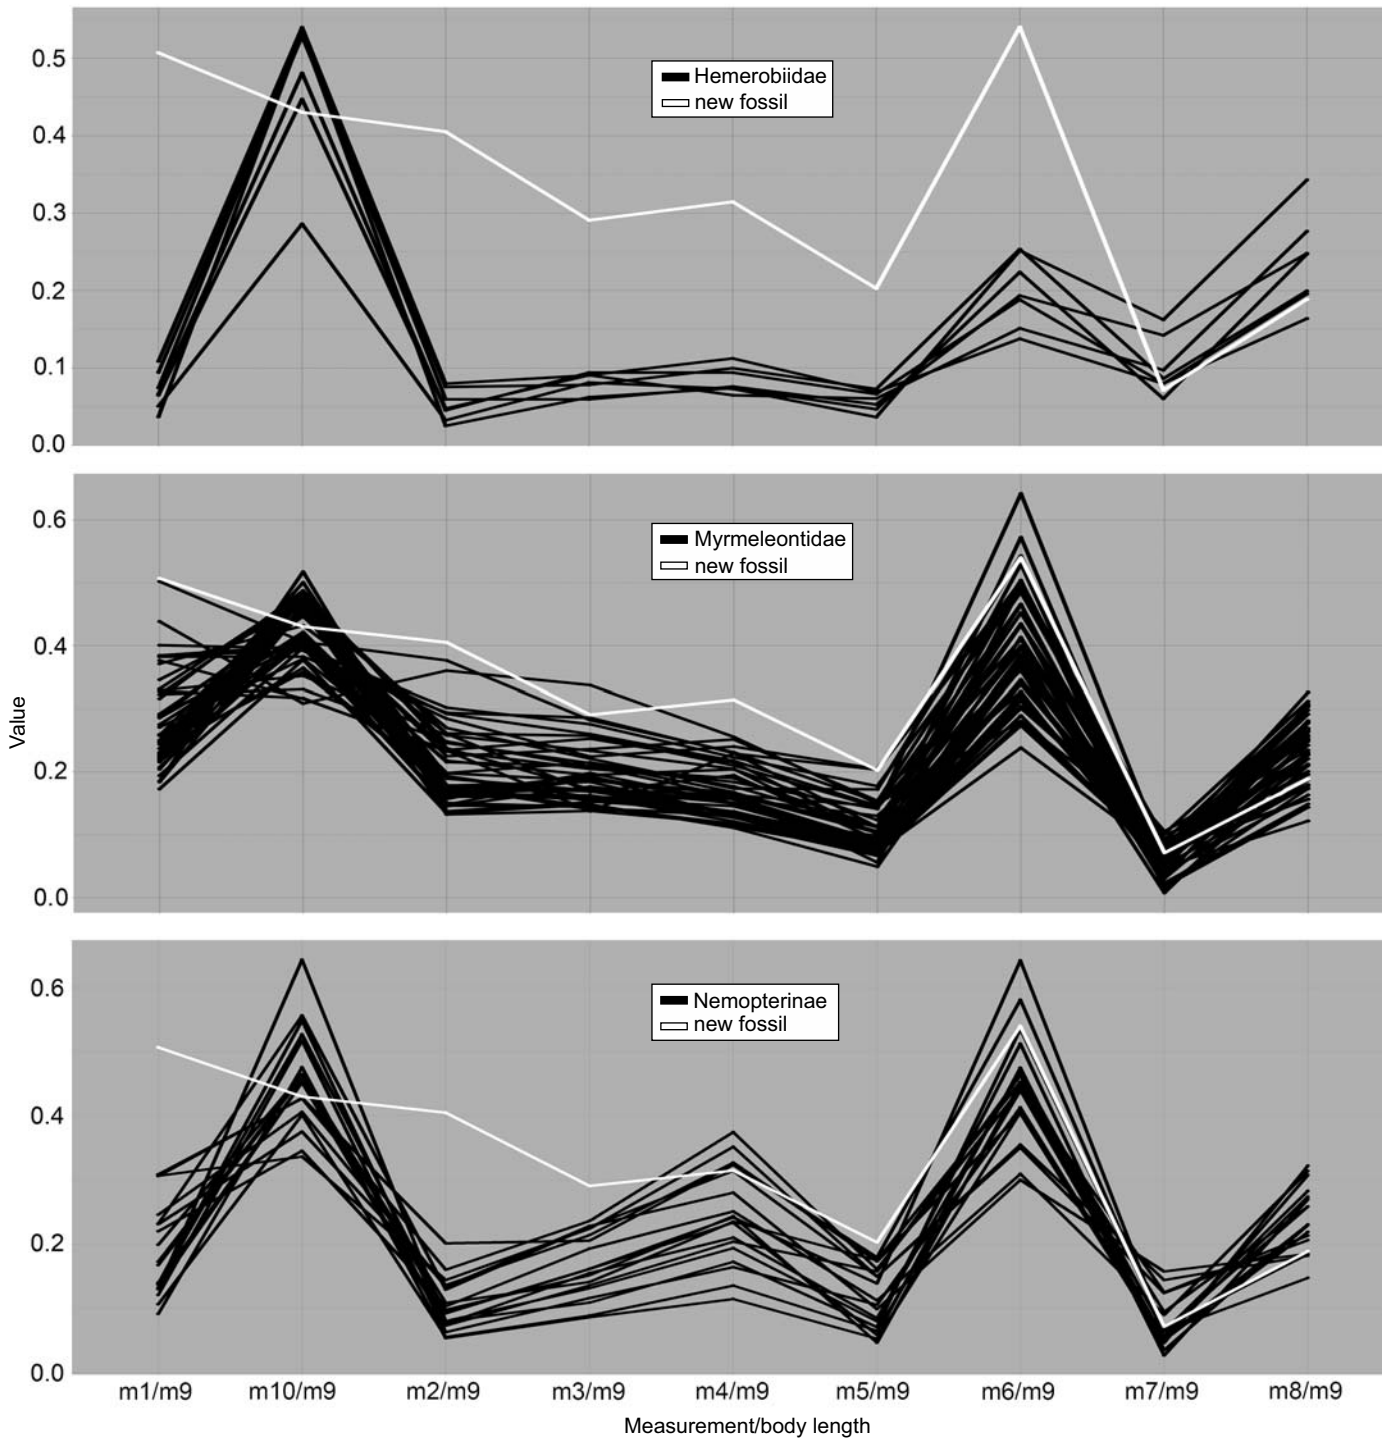 0.5
0.4
0.3
0.2
0.1
0.0
Hemerobiidae
new fossil
0.6
0.4
0.2
0.0
Myrmeleontidae
new fossil
Value
0.6
0.4
0.2
0.0
Nemopterinae
new fossil
m1/m9 m10/m9 m2/m9 m3/m9 m4/m9 m5/m9 m6/m9 m7/m9 m8/m9
Measurement/body length